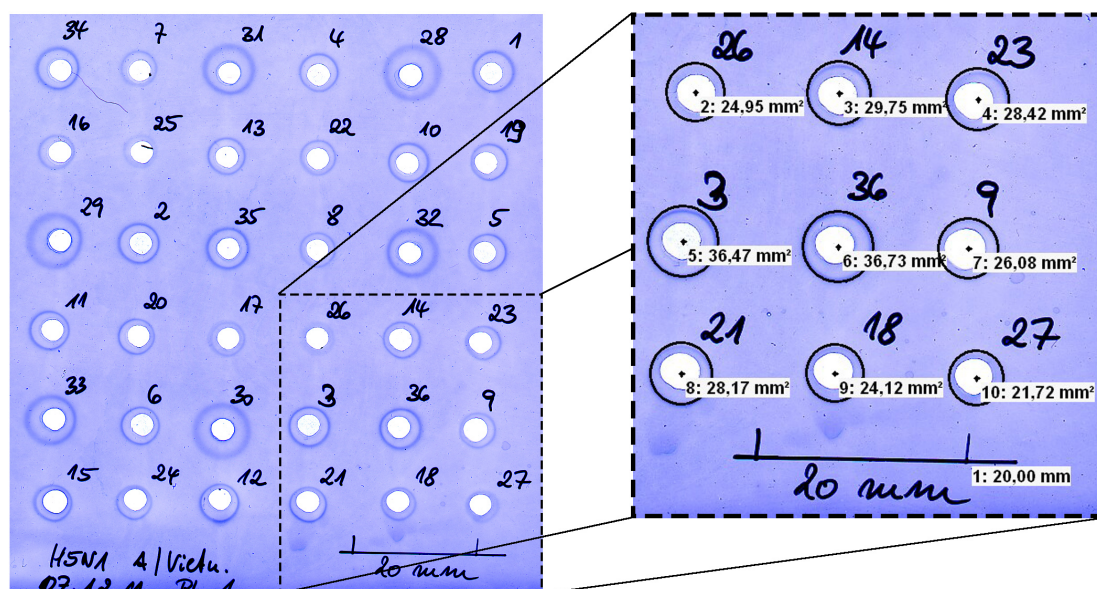 34 7 31 4 28 1
16 25 13 22 10 19
29 2 35 8 32 5
11 20 17 26 14 23
33 6 30 3 36 9
15 24 12 21 18 27
H5N1 A/Vietn.
20 mm
26 14 23
2: 24,95 mm²
3: 29,75 mm²
4: 28,42 mm²
3 36 9
5: 36,47 mm²
6: 36,73 mm²
7: 26,08 mm²
21 18 27
8: 28,17 mm²
9: 24,12 mm²
10: 21,72 mm²
20 mm
1: 20,00 mm